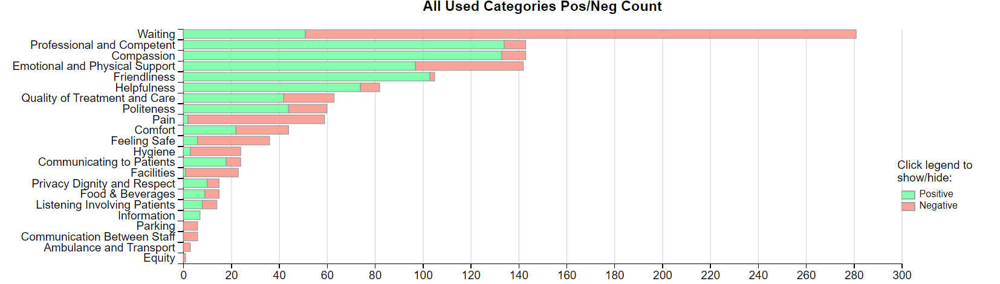 All Used Categories Pos/Neg Count
Waiting
Professional and Competent
Compassion
Emotional and Physical Support
Friendliness
Helpfulness
Quality of Treatment and Care
Politeness
Pain
Comfort
Feeling Safe
Hygiene
Communicating to Patients
Facilities
Privacy Dignity and Respect
Food & Beverages
Listening Involving Patients
Information
Parking
Communication Between Staff
Ambulance and Transport
Equity
0 20 40 60 80 100 120 140 160 180 200 220 240 260 280 300
Click legend to
show/hide:
Positive
Negative